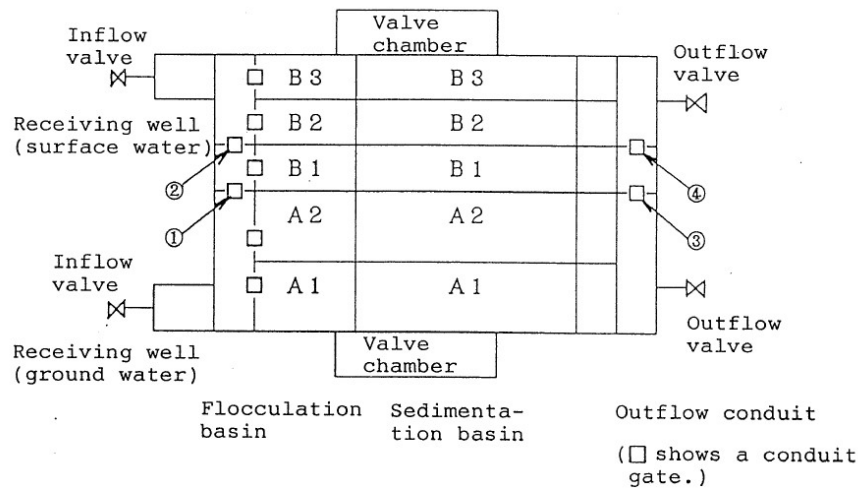 Valve
chamber
Inflow
valve
Outflow
valve
B3
B3
Receiving well
(surface water)
B2
B2
②
B1
B1
④
①
A2
A2
③
Inflow
valve
A1
A1
Receiving well
(ground water)
Valve
chamber
Outflow
valve
Flocculation
basin
Sedimenta-
tion basin
Outflow conduit
(□ shows a conduit
gate.)